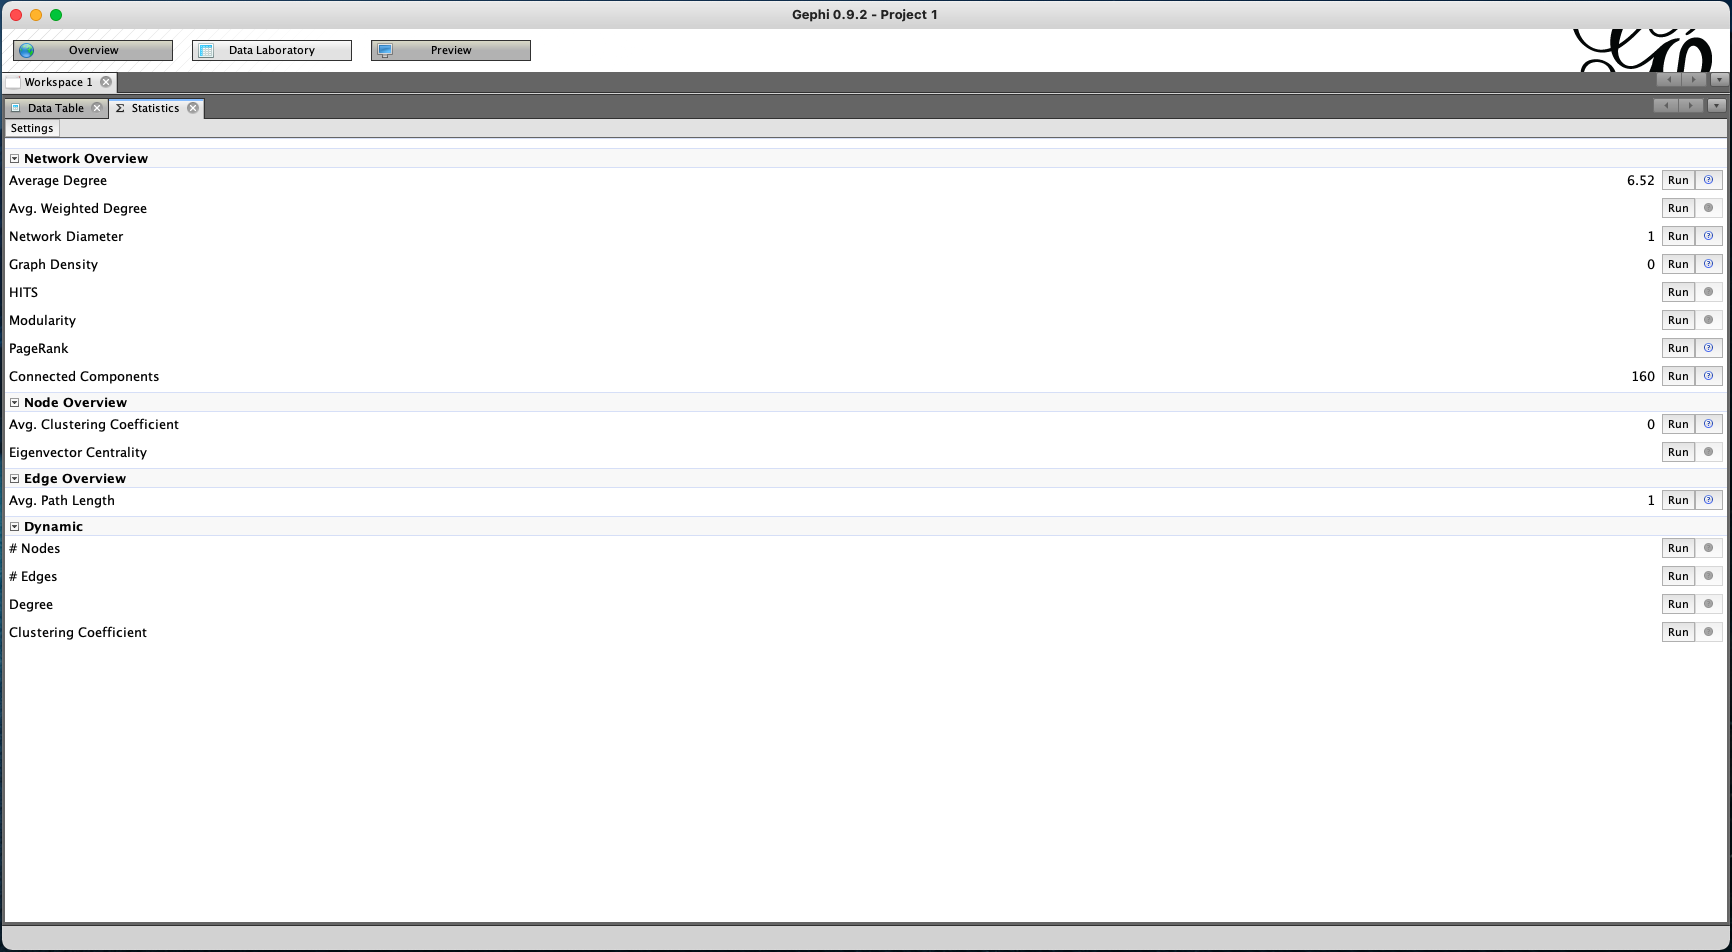 Gephi 0.9.2 - Project 1
Overview
Data Laboratory
Preview
Workspace 1
Data Table
Σ Statistics
Settings
Network Overview
Average Degree 6.52 Run
Avg. Weighted Degree Run
Network Diameter 1 Run
Graph Density 0 Run
HITS Run
Modularity Run
PageRank Run
Connected Components 160 Run
Node Overview
Avg. Clustering Coefficient 0 Run
Eigenvector Centrality Run
Edge Overview
Avg. Path Length 1 Run
Dynamic
# Nodes Run
# Edges Run
Degree Run
Clustering Coefficient Run